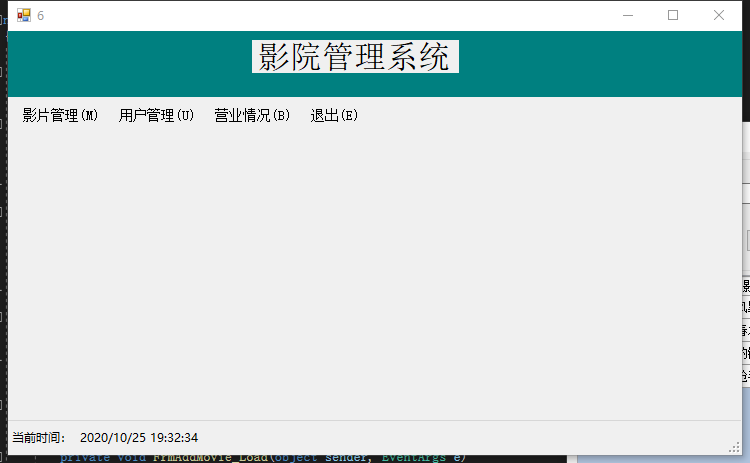 6
影院管理系统
影片管理(M) 用户管理(U) 营业情况(B) 退出(E)
当前时间: 2020/10/25 19:32:34
private void FrmAddMovie_Load(object sender, EventArgs e)